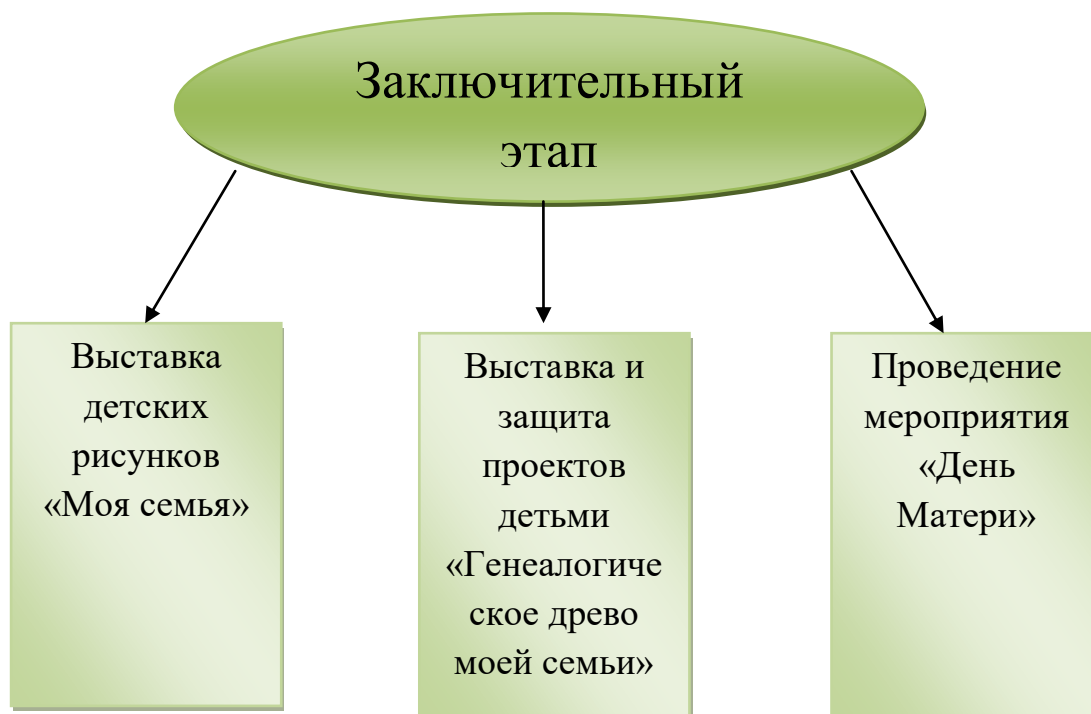 Заключительный
этап
Выставка
детских
рисунков
«Моя семья»
Выставка и
защита
проектов
детьми
«Генеалогиче
ское древо
моей семьи»
Проведение
мероприятия
«День
Матери»